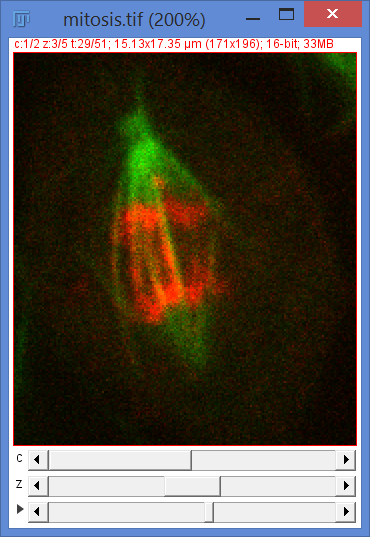 mitosis.tif (200%)
c:1/2 z:3/5 t:29/51; 15.13x17.35 µm (171x196); 16-bit; 33MB
c
z